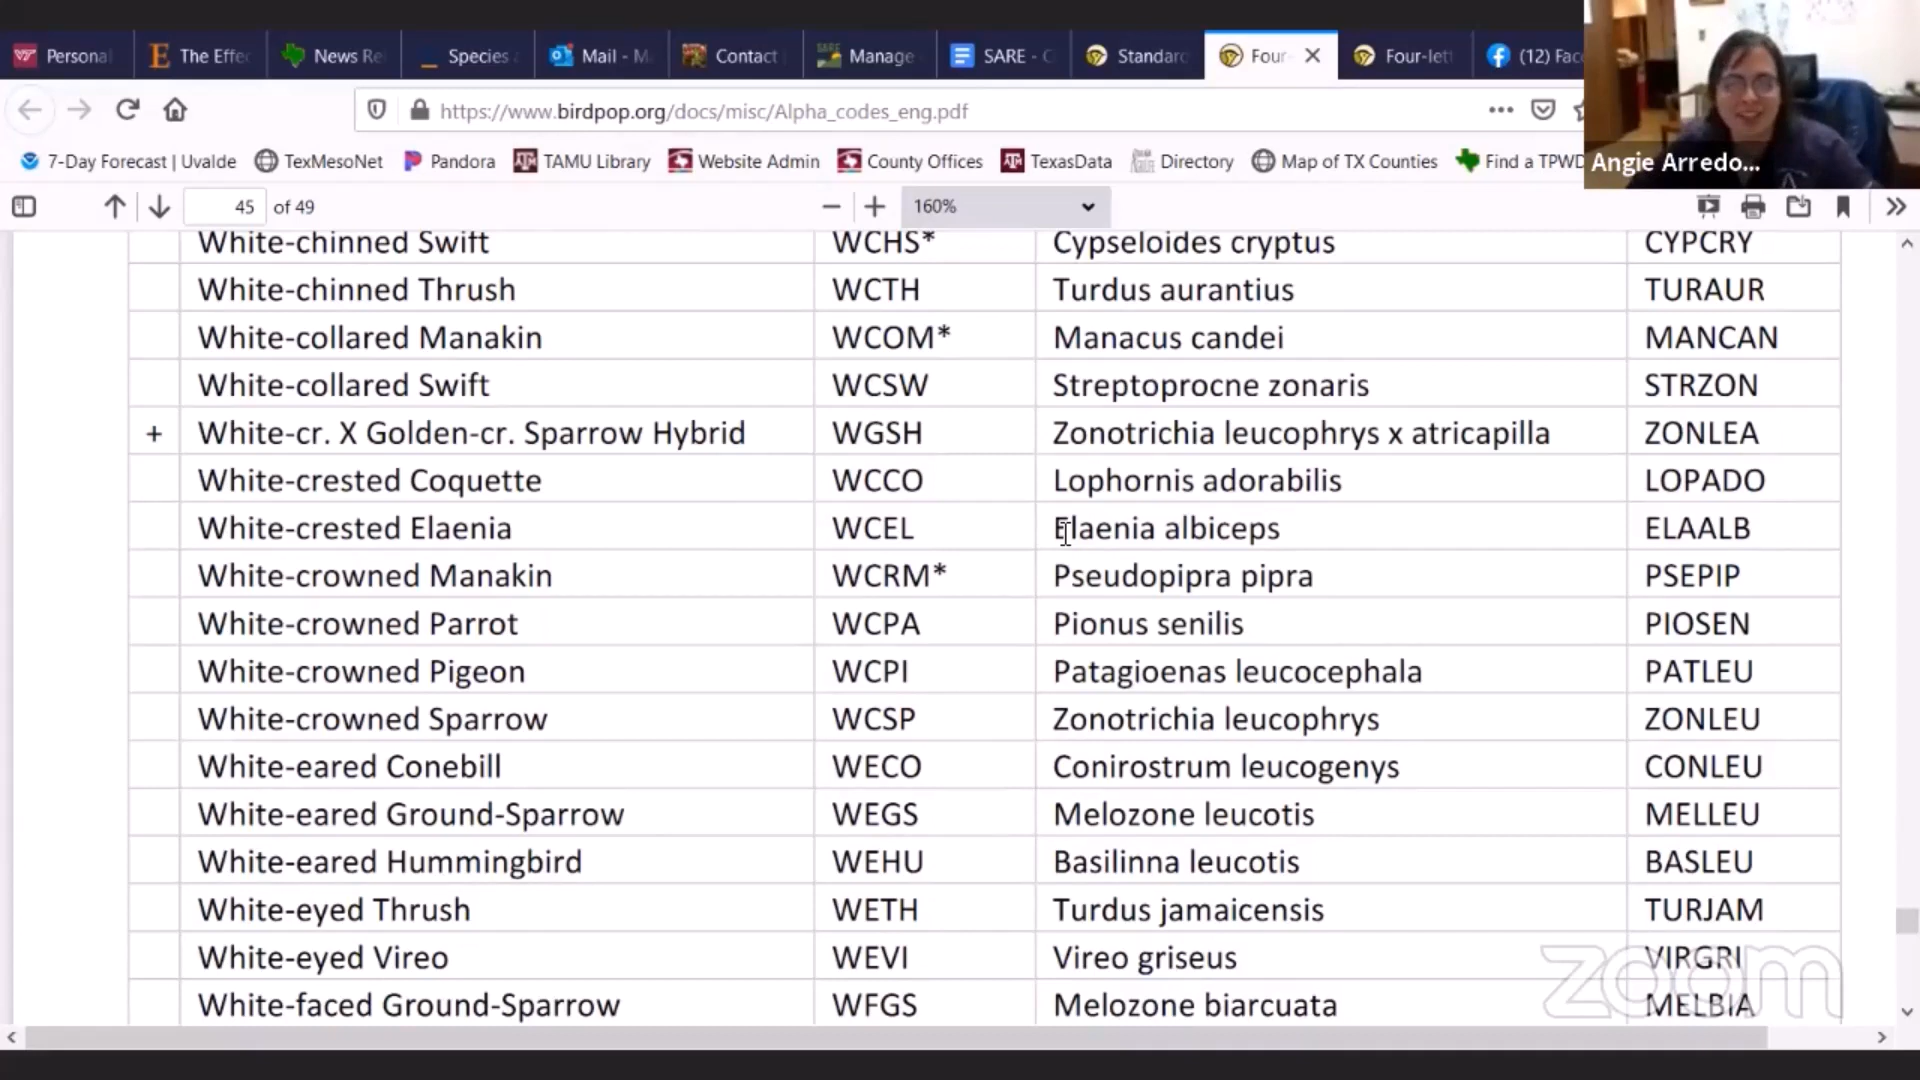 Personal
The Effe
News Re
Species a
Mail - M
Contact
Manage
SARE - C
Standard
Four-
Four-lett
(12) Fac
https://www.birdpop.org/docs/misc/Alpha_codes_eng.pdf
7-Day Forecast | Uvalde
TexMesoNet
Pandora
TAMU Library
Website Admin
County Offices
TexasData
Directory
Map of TX Counties
Find a TPWD
Angie Arredo...
45 of 49
160%
White-chinned Swift WCHS* Cypseloides cryptus CYPCRY
White-chinned Thrush WCTH Turdus aurantius TURAUR
White-collared Manakin WCOM* Manacus candei MANCAN
White-collared Swift WCSW Streptoprocne zonaris STRZON
+ White-cr. X Golden-cr. Sparrow Hybrid WGSH Zonotrichia leucophrys x atricapilla ZONLEA
White-crested Coquette WCCO Lophornis adorabilis LOPADO
White-crested Elaenia WCEL Elaenia albiceps ELAALB
White-crowned Manakin WCRM* Pseudopipra pipra PSEPIP
White-crowned Parrot WCPA Pionus senilis PIOSEN
White-crowned Pigeon WCPI Patagioenas leucocephala PATLEU
White-crowned Sparrow WCSP Zonotrichia leucophrys ZONLEU
White-eared Conebill WECO Conirostrum leucogenys CONLEU
White-eared Ground-Sparrow WEGS Melozone leucotis MELLEU
White-eared Hummingbird WEHU Basilinna leucotis BASLEU
White-eyed Thrush WETH Turdus jamaicensis TURJAM
White-eyed Vireo WEVI Vireo griseus VIRGRI
White-faced Ground-Sparrow WFGS Melozone biarcuata MELBIA
zoom